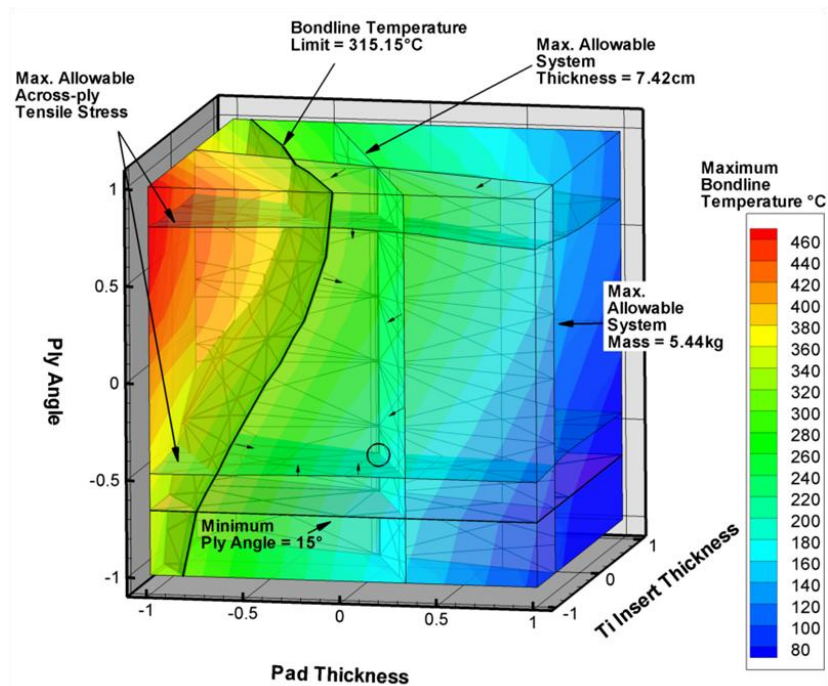 Bondline Temperature
Limit = 315.15°C
Max. Allowable
System
Thickness = 7.42cm
Max. Allowable
Across-ply
Tensile Stress
Maximum
Bondline
Temperature °C
460
440
420
400
380
360
340
320
300
280
260
240
220
200
180
160
140
120
100
80
Max.
Allowable
System
Mass = 5.44kg
Minimum
Ply Angle = 15°
Ply Angle
1
0.5
0
-0.5
-1
-1
-0.5
0
0.5
1
Pad Thickness
-1
0
1
Ti Insert Thickness